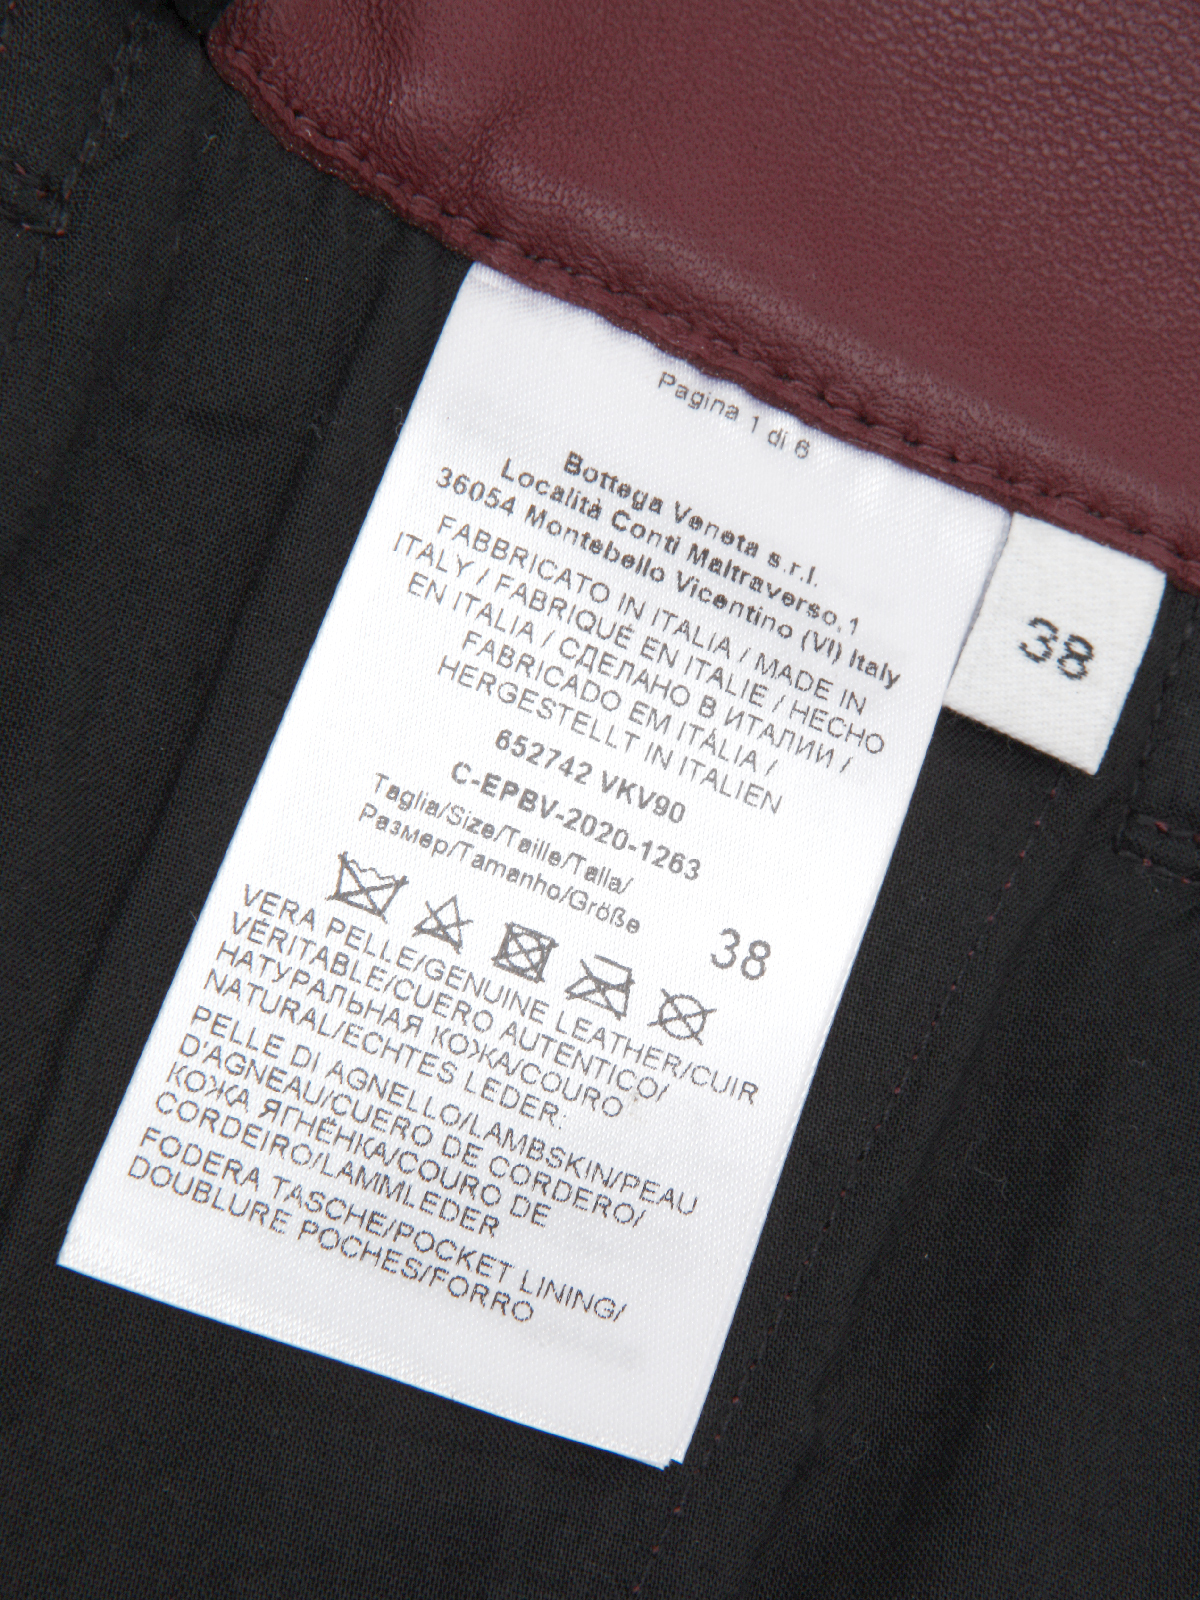 Pagina 1 di 6
Bottega Veneta s.r.l.
Località Conti Maltraverso,1
36054 Montebello Vicentino (VI) Italy
FABBRICATO IN ITALIA / MADE IN
ITALY / FABRIQUÉ EN ITALIE / HECHO
EN ITALIA / СДЕЛАНО В ИТАЛИИ /
FABRICADO EM ITÁLIA /
HERGESTELLT IN ITALIEN
652742 VKV90
C-EPBV-2020-1263
Taglia/Size/Taille/Talla/
Размер/Tamanho/Größe
38
VERA PELLE/GENUINE LEATHER/CUIR
VÉRITABLE/CUERO AUTENTICO/
НАТУРАЛЬНАЯ КОЖА/COURO
NATURAL/ECHTES LEDER:
PELLE DI AGNELLO/LAMBSKIN/PEAU
D'AGNEAU/CUERO DE CORDERO/
КОЖА ЯГНЁНКА/COURO DE
CORDEIRO/LAMMLEDER
FODERA TASCHE/POCKET LINING/
DOUBLURE POCHES/FORRO
38